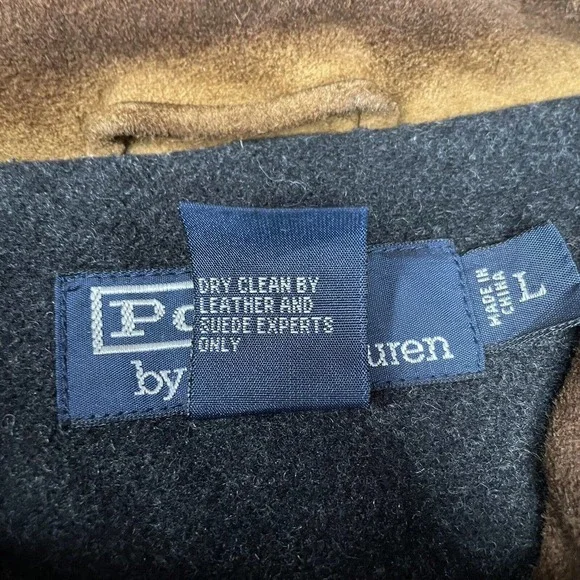 DRY CLEAN BY
LEATHER AND
SUEDE EXPERTS
ONLY
Po
by uren
MADE IN
CHINA
L